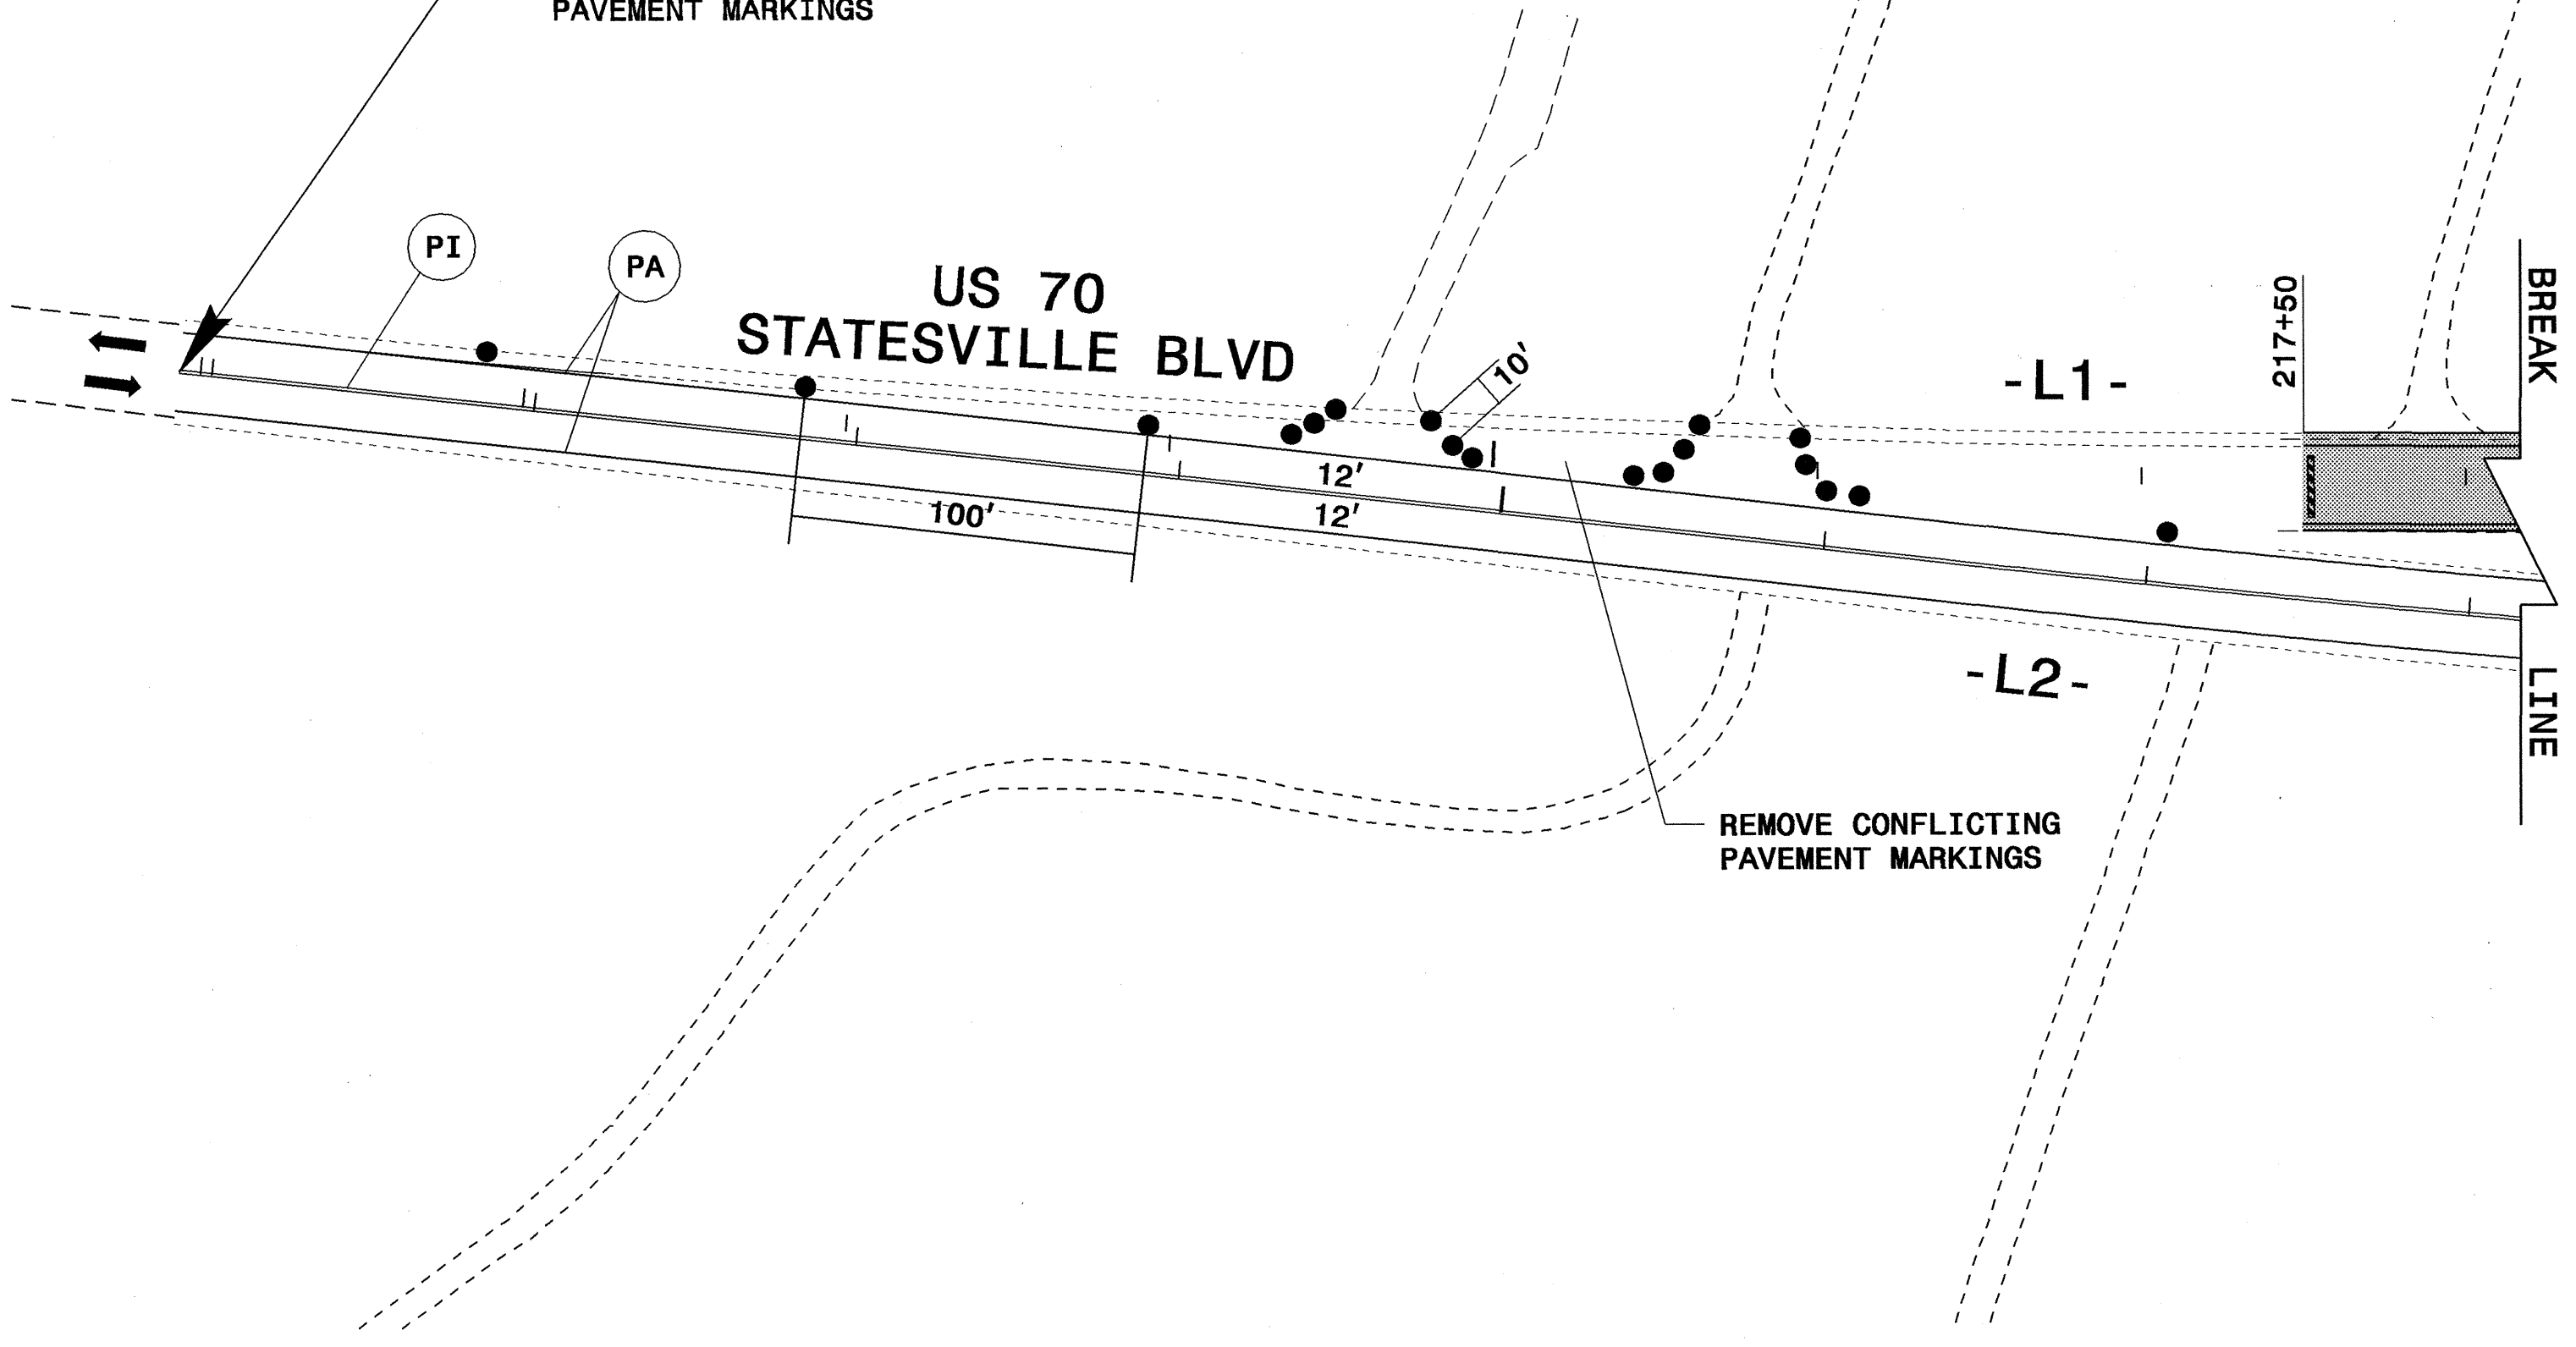 PAVEMENT MARKINGS
PI
PA
US 70
STATESVILLE BLVD
10'
12'
12'
100'
-L1-
217+50
BREAK
-L2-
LINE
REMOVE CONFLICTING
PAVEMENT MARKINGS